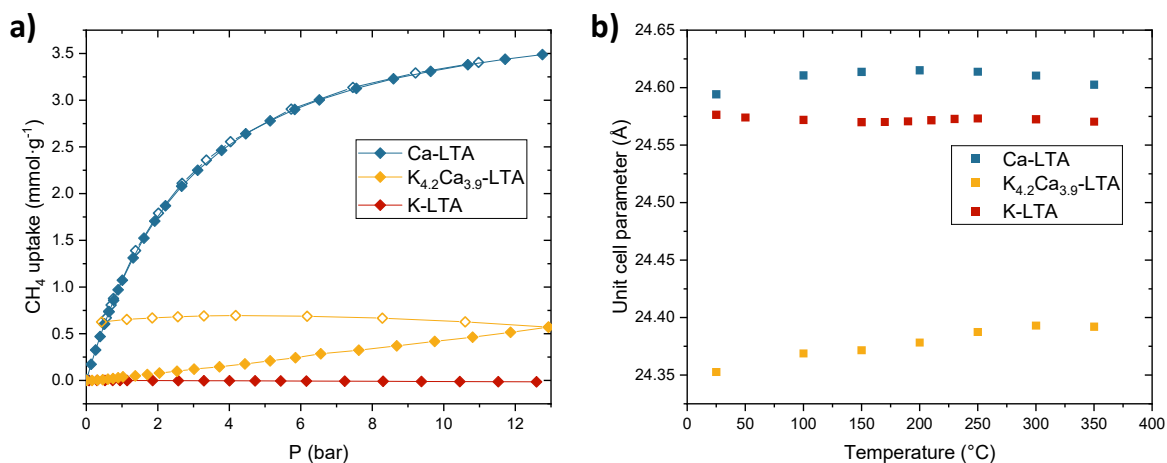 a)
CH₄ uptake (mmol·g⁻¹)
3.5
3.0
2.5
2.0
1.5
1.0
0.5
0.0
0 2 4 6 8 10 12
P (bar)
Ca-LTA
K₄.₂Ca₃.₉-LTA
K-LTA
b)
Unit cell parameter (Å)
24.65
24.60
24.55
24.50
24.45
24.40
24.35
0 50 100 150 200 250 300 350 400
Temperature (°C)
Ca-LTA
K₄.₂Ca₃.₉-LTA
K-LTA